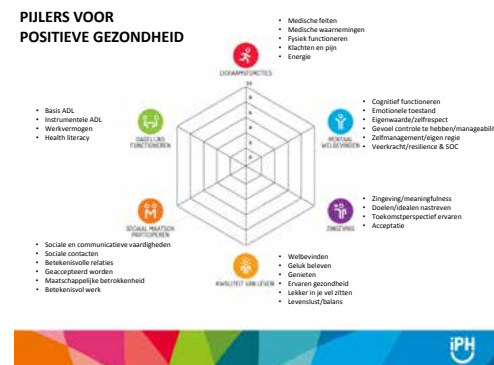 PIJLERS VOOR
POSITIEVE GEZONDHEID
• Medische feiten
• Medische waarnemingen
• Fysiek functioneren
• Klachten en pijn
• Energie
LICHAAMSFUNCTIES
• Basis ADL
• Instrumentele ADL
• Werkvermogen
• Health literacy
DAGELIJKS
FUNCTIONEREN
• Cognitief functioneren
• Emotionele toestand
• Eigenwaarde/zelfrespect
• Gevoel controle te hebben/manageabilit
• Zelfmanagement/eigen regie
• Veerkracht/resilience & SOC
MENTAAL
WELBEVINDEN
• Zingeving/meaningfulness
• Doelen/idealen nastreven
• Toekomstperspectief ervaren
• Acceptatie
ZINGEVING
SOCIAAL MAATSCH.
PARTICIPEREN
• Sociale en communicatieve vaardigheden
• Sociale contacten
• Betekenisvolle relaties
• Geaccepteerd worden
• Maatschappelijke betrokkenheid
• Betekenisvol werk
KWALITEIT VAN LEVEN
• Welbevinden
• Geluk beleven
• Genieten
• Ervaren gezondheid
• Lekker in je vel zitten
• Levenslust/balans
iPH